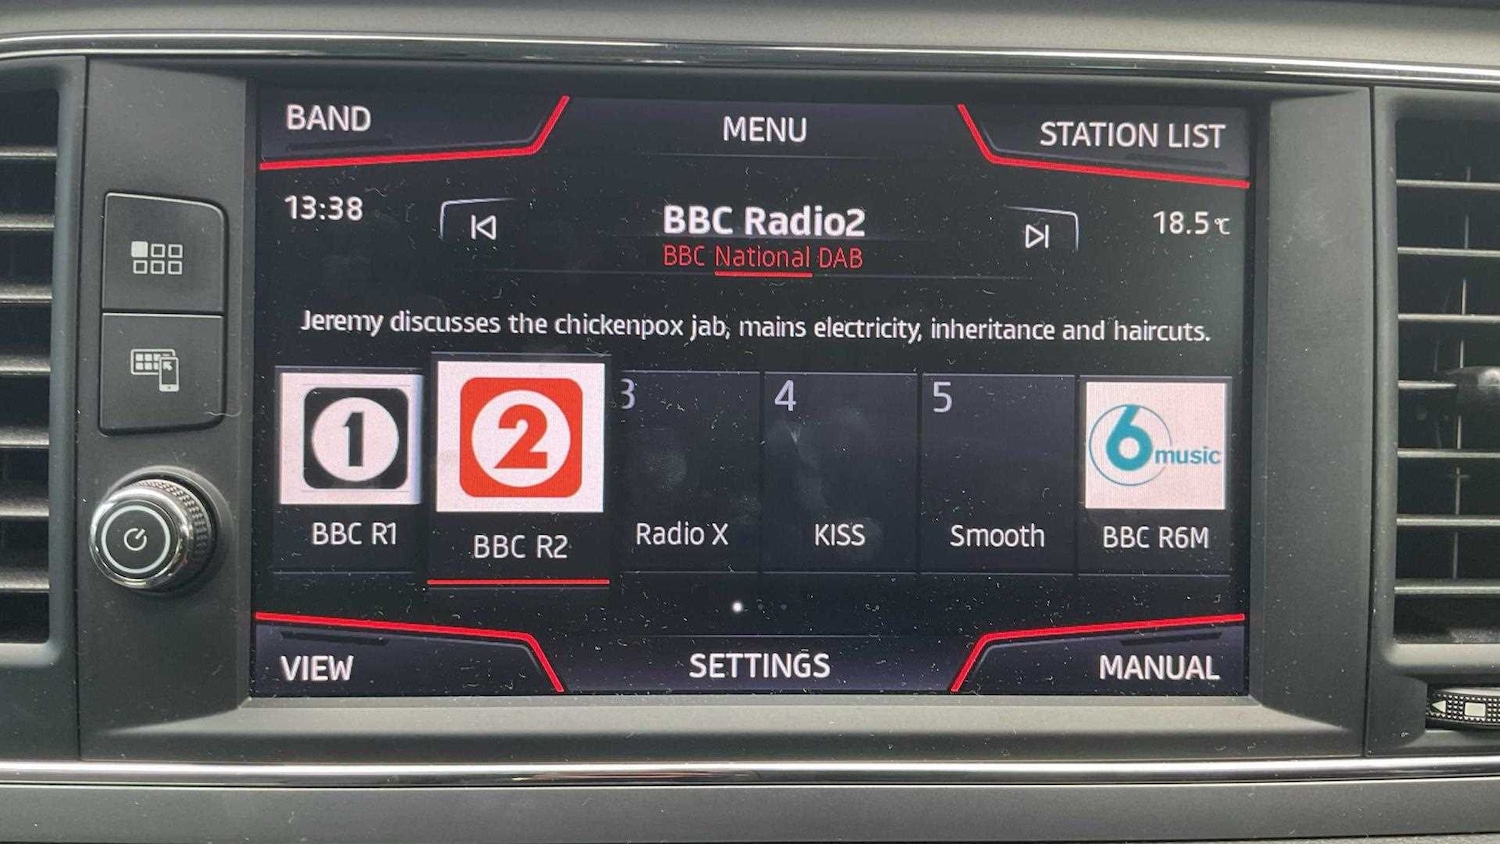 BAND
MENU
STATION LIST
13:38
BBC Radio2
18.5°C
BBC National DAB
Jeremy discusses the chickenpox jab, mains electricity, inheritance and haircuts.
1
2
3
4
5
6 music
BBC R1
BBC R2
Radio X
KISS
Smooth
BBC R6M
VIEW
SETTINGS
MANUAL